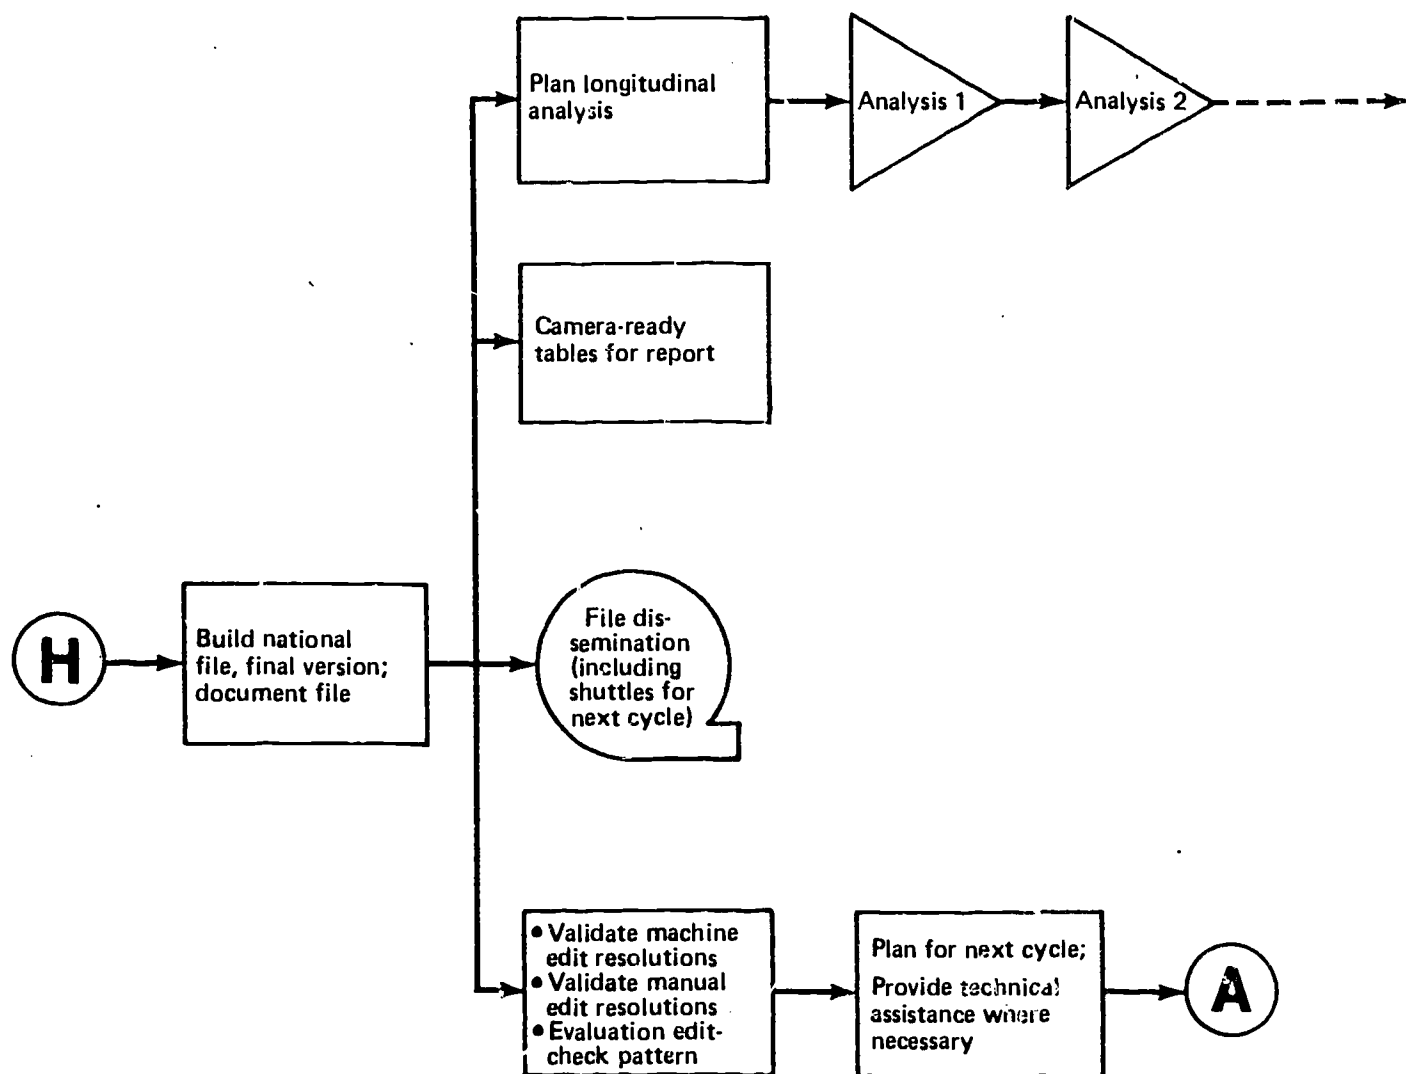 Plan longitudinal
analysis
Analysis 1
Analysis 2
Camera-ready
tables for report
H
Build national
file, final version;
document file
File dis-
semination
(including
shuttles for
next cycle)
• Validate machine
edit resolutions
• Validate manual
edit resolutions
• Evaluation edit-
check pattern
Plan for next cycle;
Provide technical
assistance where
necessary
A